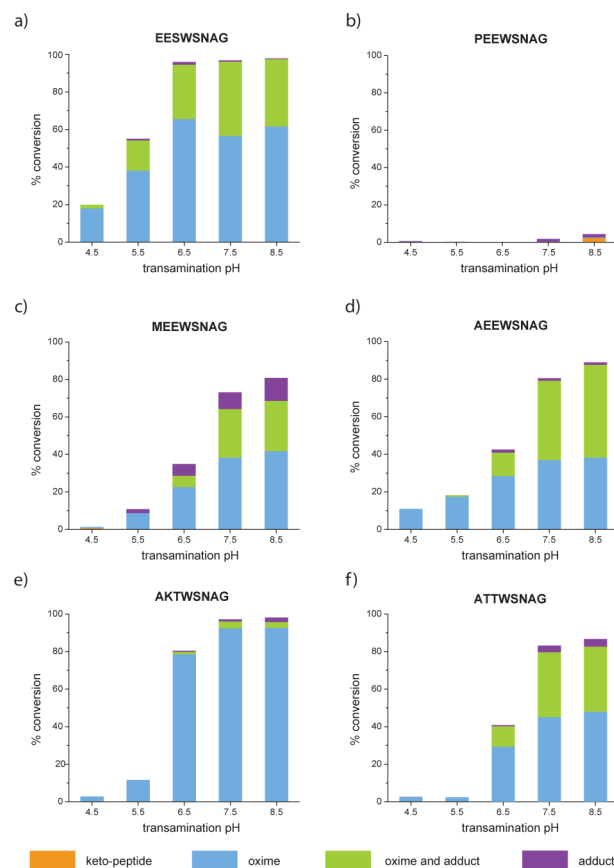 a)
EESWSNAG
100
80
60
40
20
0
% conversion
4.5 5.5 6.5 7.5 8.5
transamination pH
b)
PEEWSNAG
100
80
60
40
20
0
% conversion
4.5 5.5 6.5 7.5 8.5
transamination pH
c)
MEEWSNAG
100
80
60
40
20
0
% conversion
4.5 5.5 6.5 7.5 8.5
transamination pH
d)
AEEWSNAG
100
80
60
40
20
0
% conversion
4.5 5.5 6.5 7.5 8.5
transamination pH
e)
AKTWSNAG
100
80
60
40
20
0
% conversion
4.5 5.5 6.5 7.5 8.5
transamination pH
f)
ATTWSNAG
100
80
60
40
20
0
% conversion
4.5 5.5 6.5 7.5 8.5
transamination pH
keto-peptide oxime oxime and adduct adduct